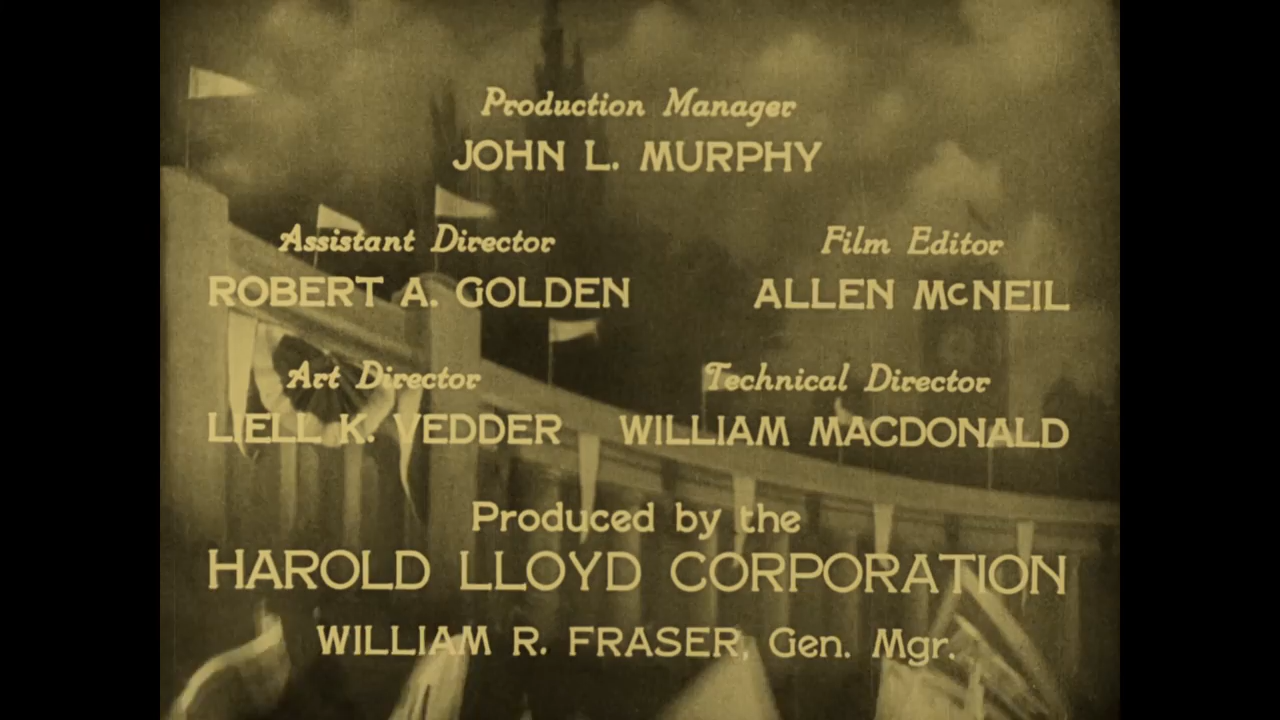 Production Manager
JOHN L. MURPHY
Assistant Director
Film Editor
ROBERT A. GOLDEN
ALLEN McNEIL
Art Director
Technical Director
LIELL K. VEDDER
WILLIAM MACDONALD
Produced by the
HAROLD LLOYD CORPORATION
WILLIAM R. FRASER, Gen. Mgr.